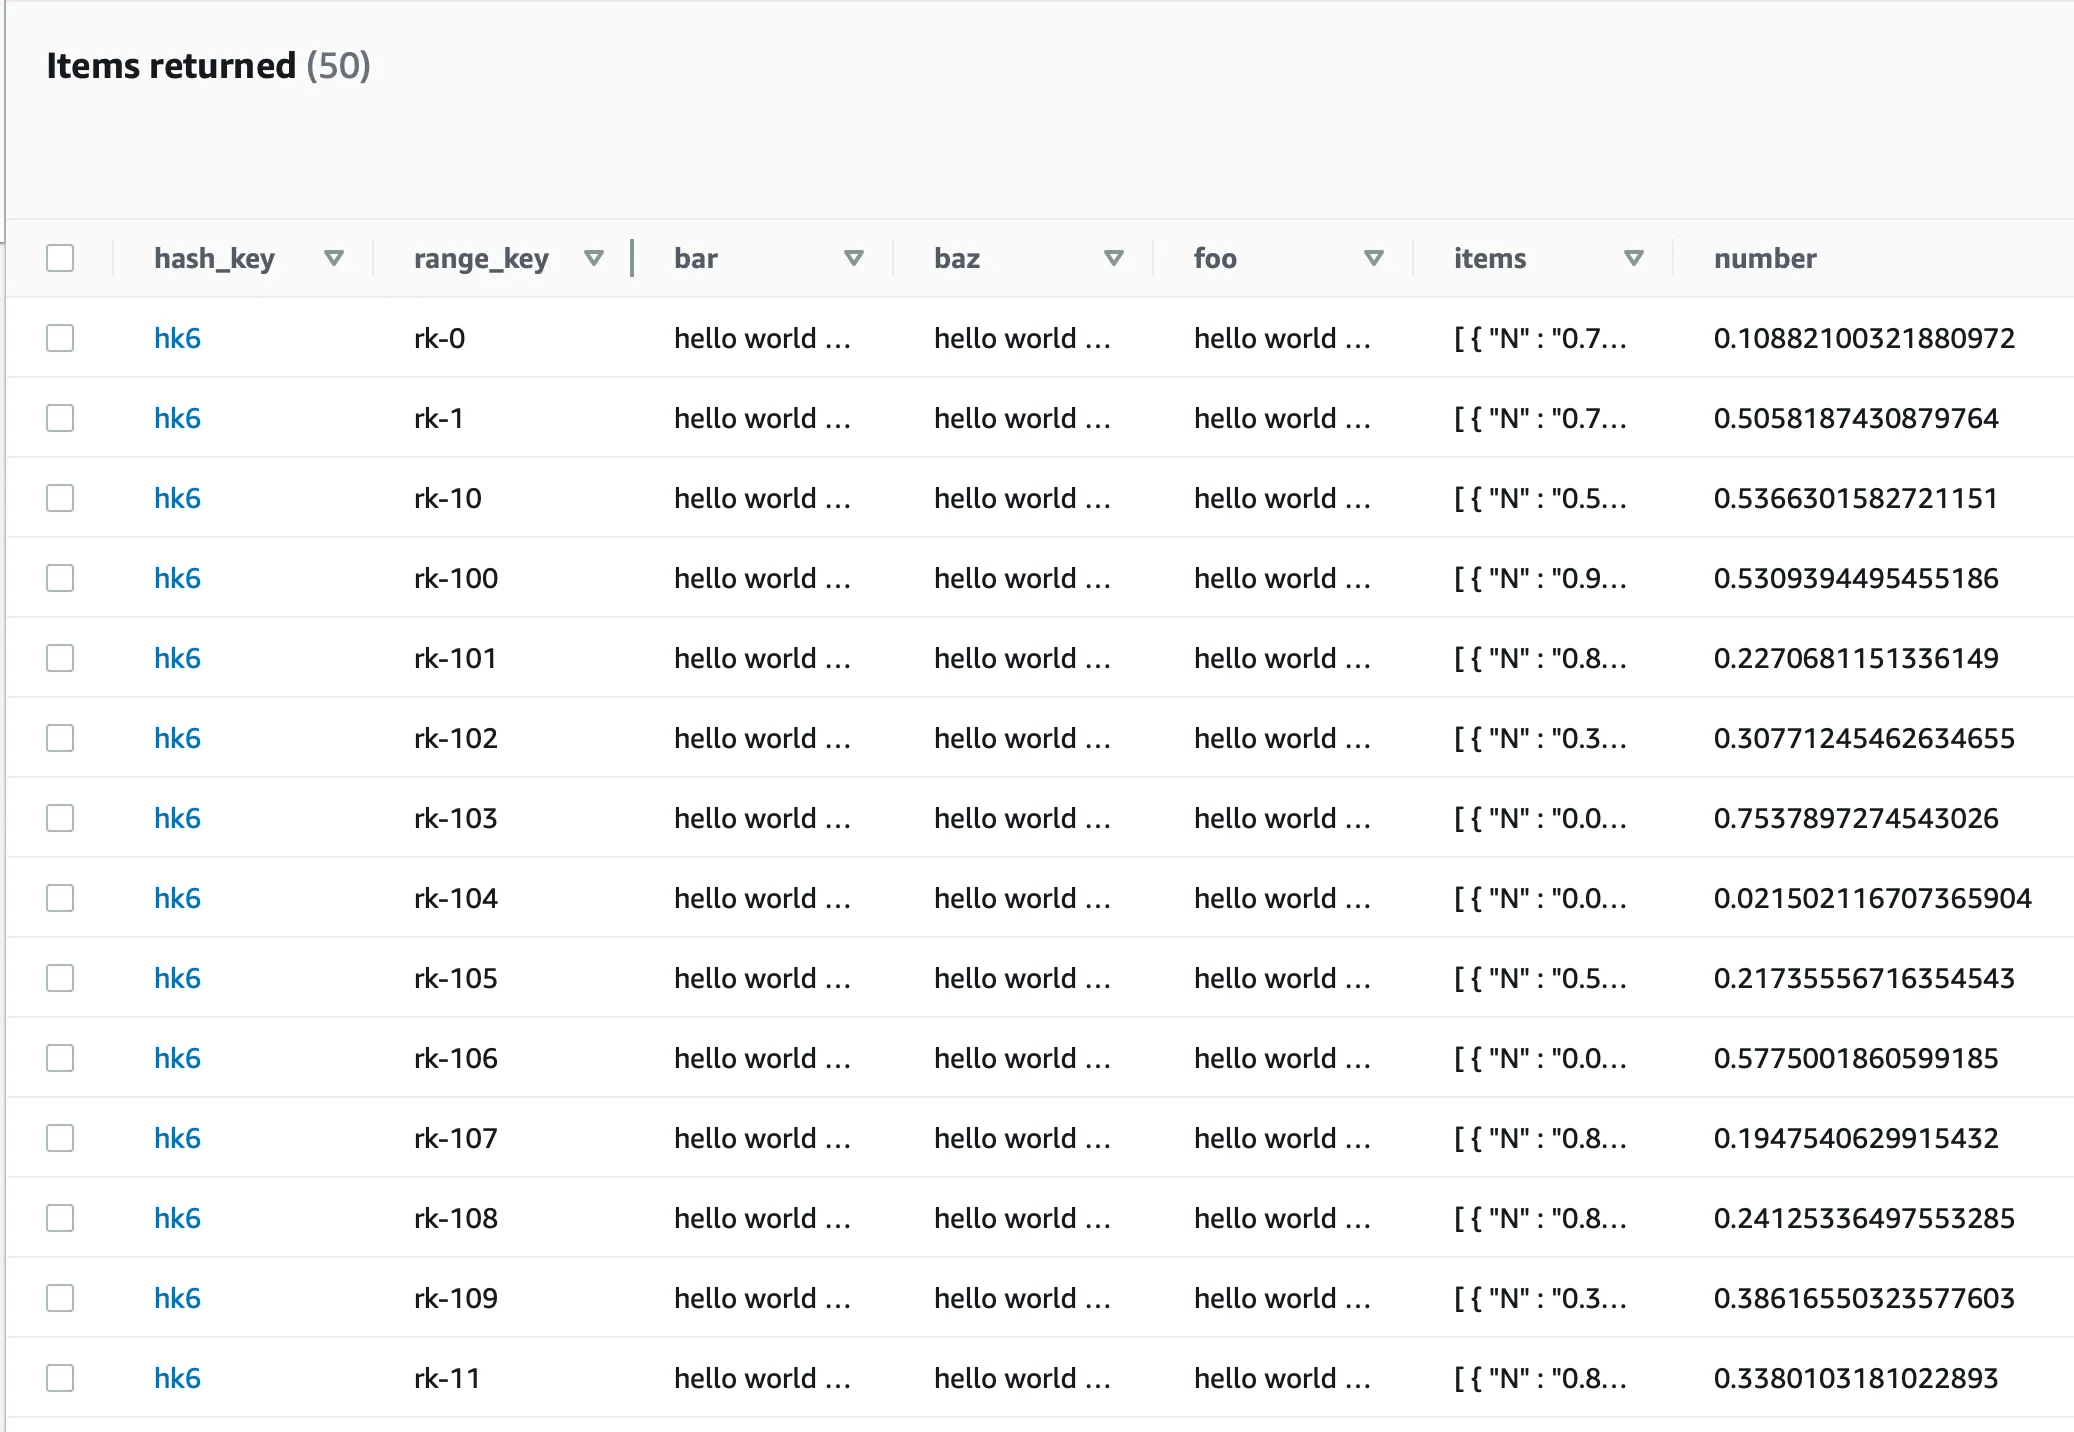 Items returned (50)
hash_key range_key bar baz foo items number
hk6 rk-0 hello world ... hello world ... hello world ... [ { "N" : "0.7... 0.10882100321880972
hk6 rk-1 hello world ... hello world ... hello world ... [ { "N" : "0.7... 0.5058187430879764
hk6 rk-10 hello world ... hello world ... hello world ... [ { "N" : "0.5... 0.5366301582721151
hk6 rk-100 hello world ... hello world ... hello world ... [ { "N" : "0.9... 0.5309394495455186
hk6 rk-101 hello world ... hello world ... hello world ... [ { "N" : "0.8... 0.2270681151336149
hk6 rk-102 hello world ... hello world ... hello world ... [ { "N" : "0.3... 0.30771245462634655
hk6 rk-103 hello world ... hello world ... hello world ... [ { "N" : "0.0... 0.7537897274543026
hk6 rk-104 hello world ... hello world ... hello world ... [ { "N" : "0.0... 0.021502116707365904
hk6 rk-105 hello world ... hello world ... hello world ... [ { "N" : "0.5... 0.21735556716354543
hk6 rk-106 hello world ... hello world ... hello world ... [ { "N" : "0.0... 0.5775001860599185
hk6 rk-107 hello world ... hello world ... hello world ... [ { "N" : "0.8... 0.1947540629915432
hk6 rk-108 hello world ... hello world ... hello world ... [ { "N" : "0.8... 0.24125336497553285
hk6 rk-109 hello world ... hello world ... hello world ... [ { "N" : "0.3... 0.38616550323577603
hk6 rk-11 hello world ... hello world ... hello world ... [ { "N" : "0.8... 0.3380103181022893